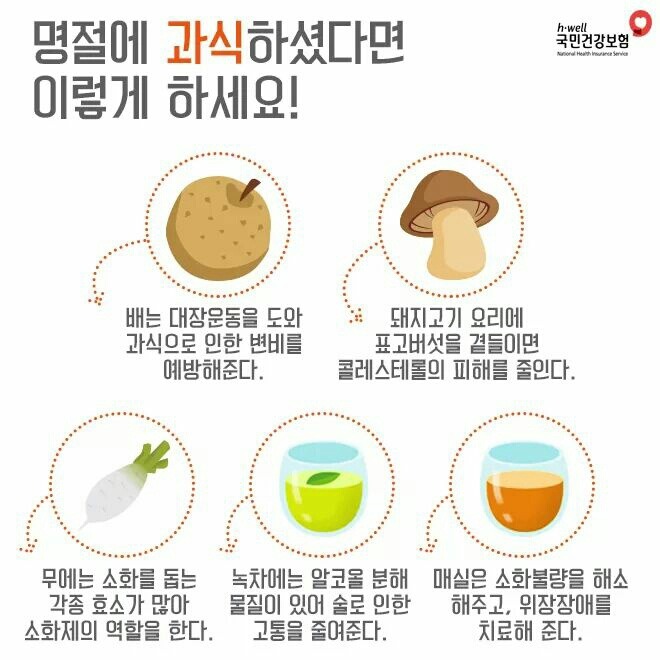 명절에 과식하셨다면
이렇게 하세요!
h·well
국민건강보험
National Health Insurance Service
배는 대장운동을 도와
과식으로 인한 변비를
예방해준다.
돼지고기 요리에
표고버섯을 곁들이면
콜레스테롤의 피해를 줄인다.
무에는 소화를 돕는
각종 효소가 많아
소화제의 역할을 한다.
녹차에는 알코올 분해
물질이 있어 술로 인한
고통을 줄여준다.
매실은 소화불량을 해소
해주고, 위장장애를
치료해 준다.